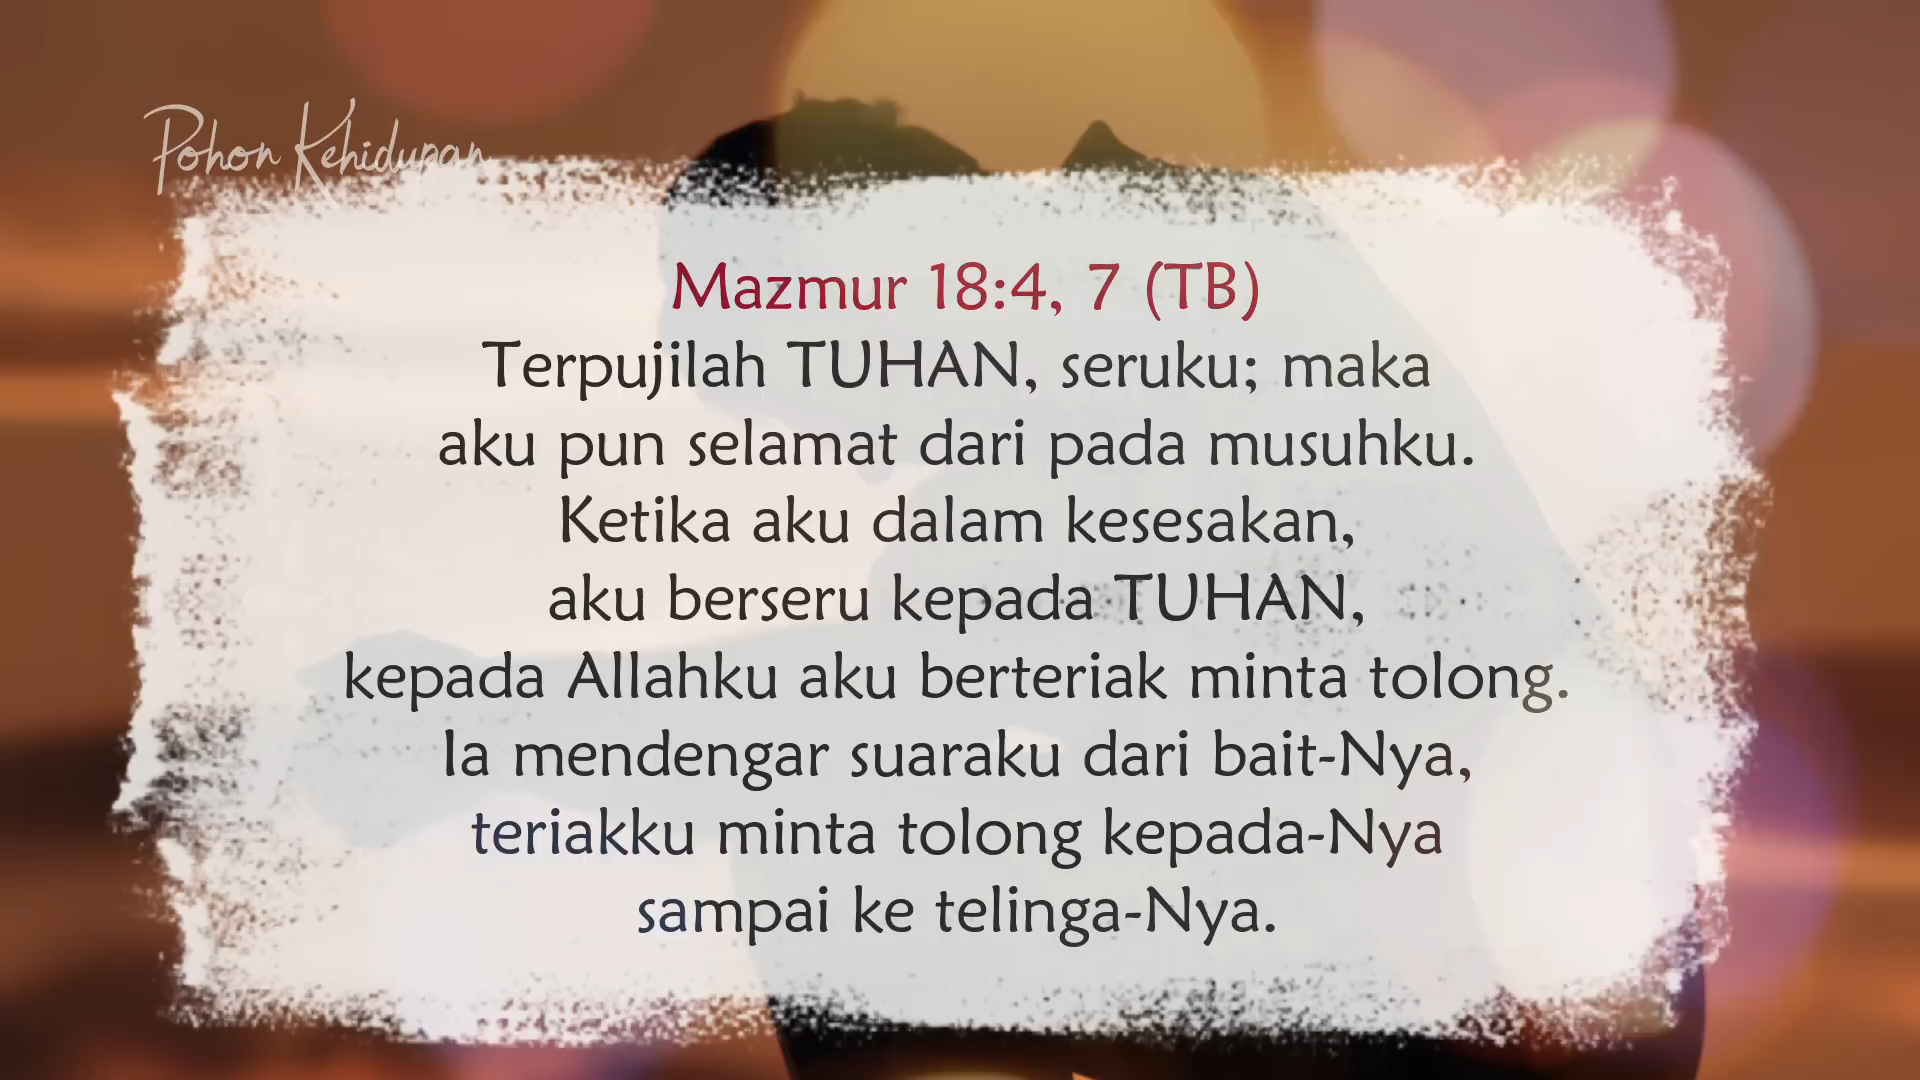 Pohon Kehidupan
Mazmur 18:4, 7 (TB)
Terpujilah TUHAN, seruku; maka
aku pun selamat dari pada musuhku.
Ketika aku dalam kesesakan,
aku berseru kepada TUHAN,
kepada Allahku aku berteriak minta tolong.
Ia mendengar suaraku dari bait-Nya,
teriakku minta tolong kepada-Nya
sampai ke telinga-Nya.